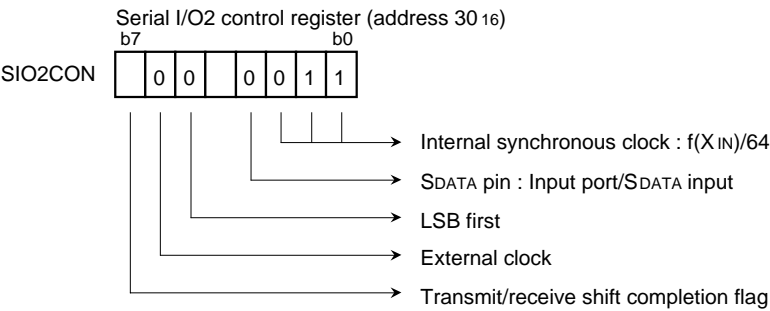 Serial I/O2 control register (address 30 16)
b7 b0
SIO2CON 0 0 0 0 1 1
Internal synchronous clock : f(XIN)/64
SDATA pin : Input port/SDATA input
LSB first
External clock
Transmit/receive shift completion flag